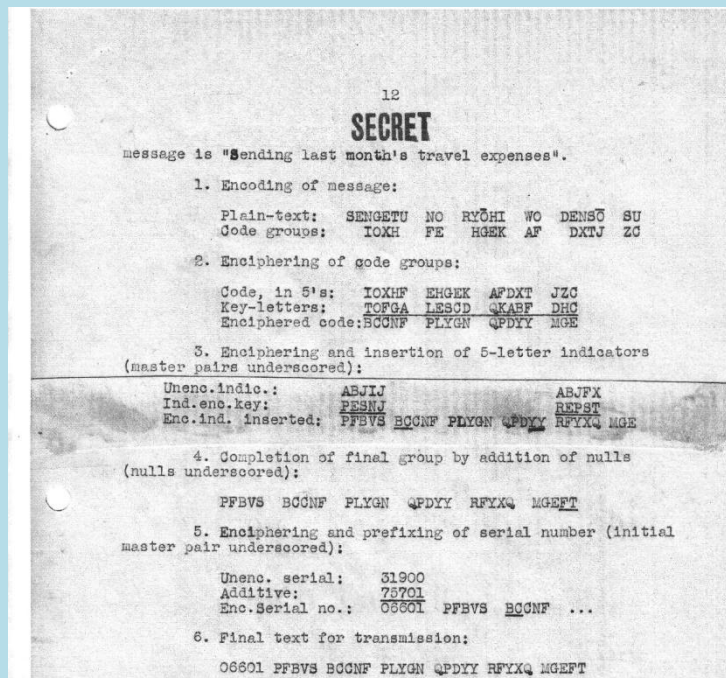 12
SECRET
message is "Sending last month's travel expenses".
1. Encoding of message:
Plain-text: SENGETU NO RYŌHI WO DENSŌ SU
Code groups: IOXH FE HGEK AF DXTJ ZC
2. Enciphering of code groups:
Code, in 5's: IOXHF EHGEK AFDXT JZC
Key-letters: TOFGA LESCD QKABF DHC
Enciphered code:BCCNF PLYGN QPDYY MGE
3. Enciphering and insertion of 5-letter indicators
(master pairs underscored):
Unenc.indic.: ABJIJ ABJFX
Ind.enc.key: PESNJ REPST
Enc.ind. inserted: PFBVS BCCNF PLYGN QPDYY RFYXQ MGE
4. Completion of final group by addition of nulls
(nulls underscored):
PFBVS BCCNF PLYGN QPDYY RFYXQ MGEFT
5. Enciphering and prefixing of serial number (initial
master pair underscored):
Unenc. serial: 31900
Additive: 75701
Enc.Serial no.: 06601 PFBVS BCCNF ...
6. Final text for transmission:
06601 PFBVS BCCNF PLYGN QPDYY RFYXQ MGEFT